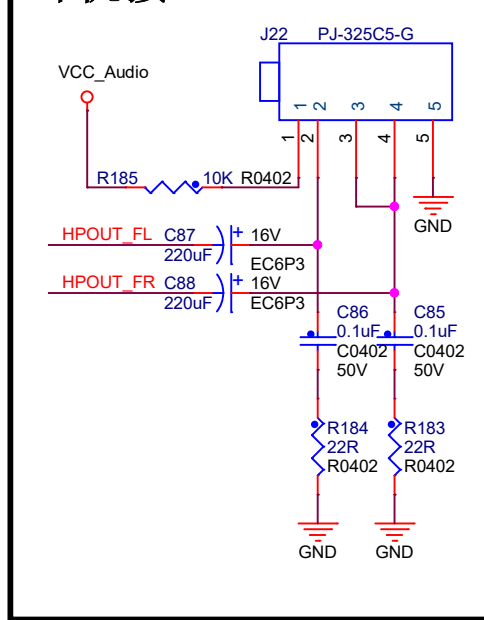 J22 PJ-325C5-G
VCC_Audio
1 2 3 4 5
1 2 3 4 5
R185 10K R0402
GND
HPOUT_FL C87 + 16V
220uF EC6P3
HPOUT_FR C88 + 16V
220uF EC6P3
C86 C85
0.1uF 0.1uF
C0402 C0402
50V 50V
R184 R183
22R 22R
R0402 R0402
GND GND